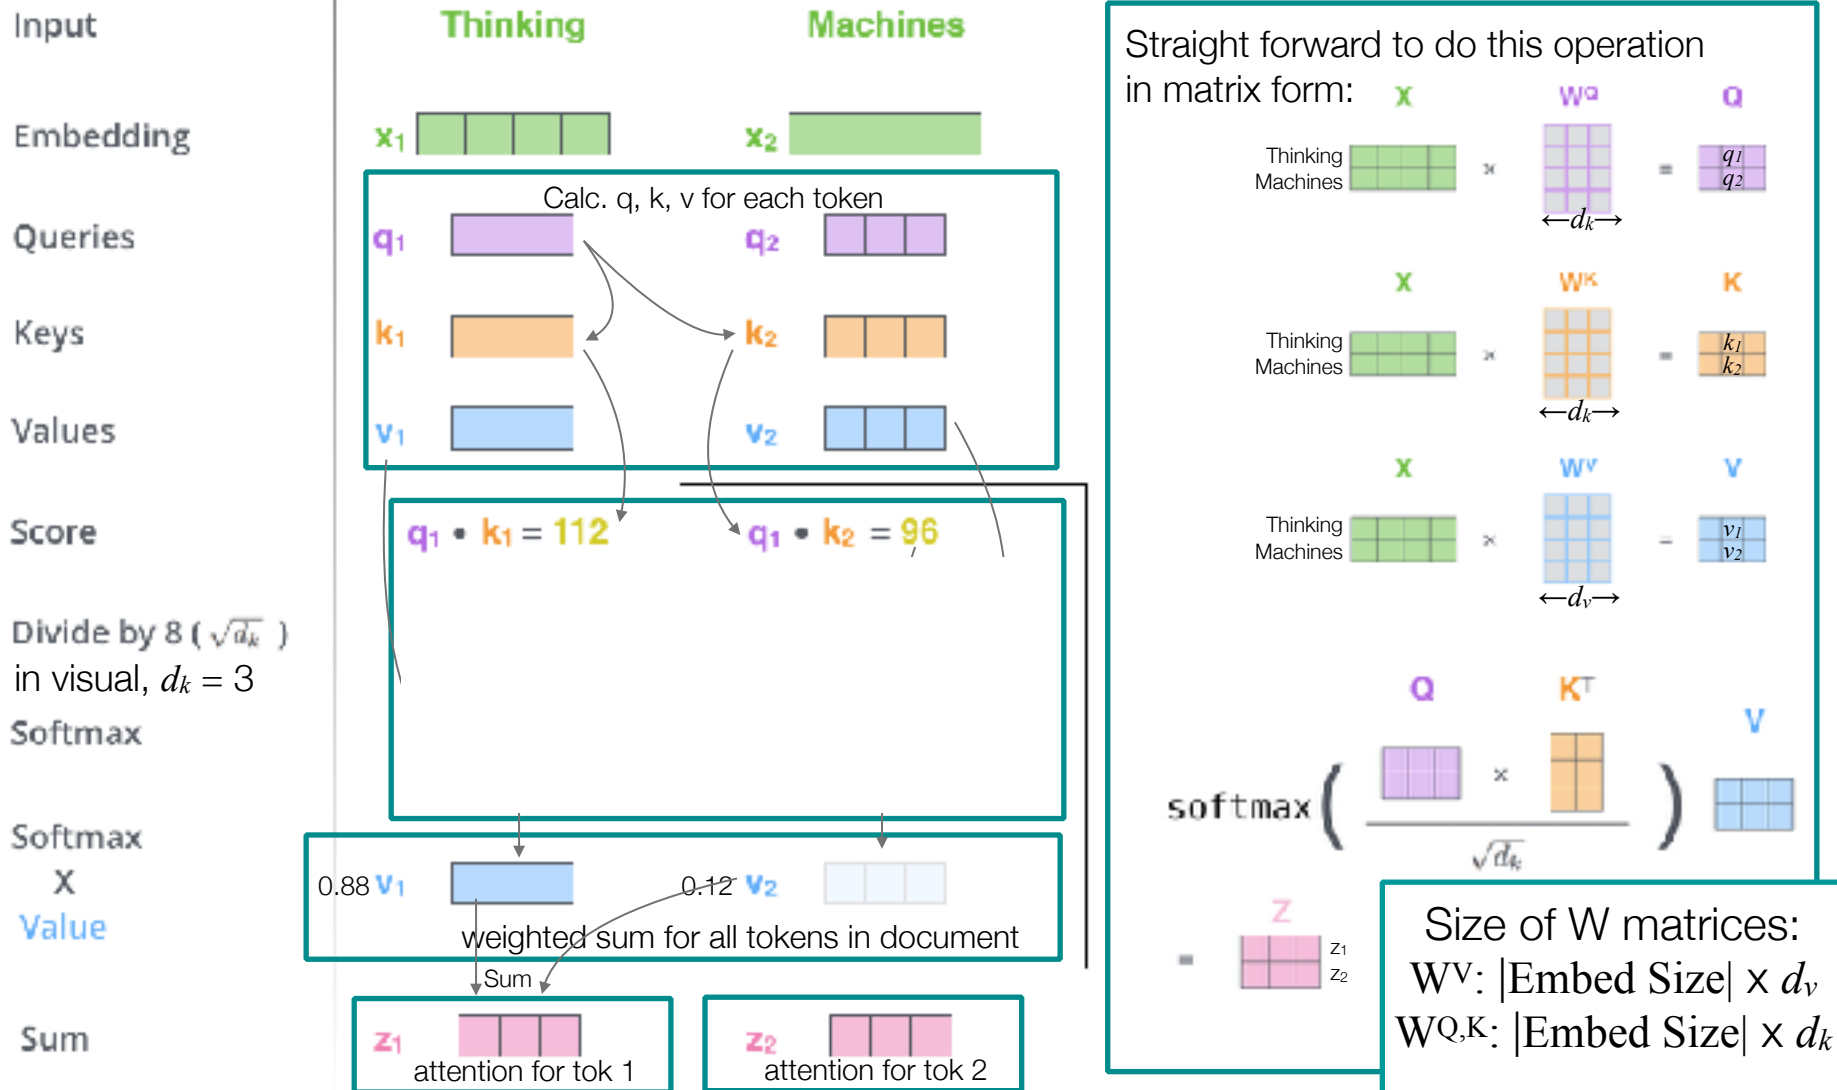 Input
Thinking
Machines
Embedding
x1
x2
Calc. q, k, v for each token
Queries
q1
q2
Keys
k1
k2
Values
v1
v2
Score
q1 • k1 = 112
q1 • k2 = 96
Divide by 8 ( √dk )
in visual, dk = 3
Softmax
Softmax
X
Value
0.88 v1
0.12 v2
weighted sum for all tokens in document
Sum
Sum
z1
attention for tok 1
z2
attention for tok 2
Straight forward to do this operation
in matrix form:
X
WQ
Q
Thinking
Machines
×
=
q1
q2
←dk→
X
WK
K
Thinking
Machines
×
=
k1
k2
←dk→
X
WV
V
Thinking
Machines
×
=
v1
v2
←dv→
Q
KT
V
softmax( × )
√dk
Z
=
z1
z2
Size of W matrices:
WV: |Embed Size| x dv
WQ,K: |Embed Size| x dk